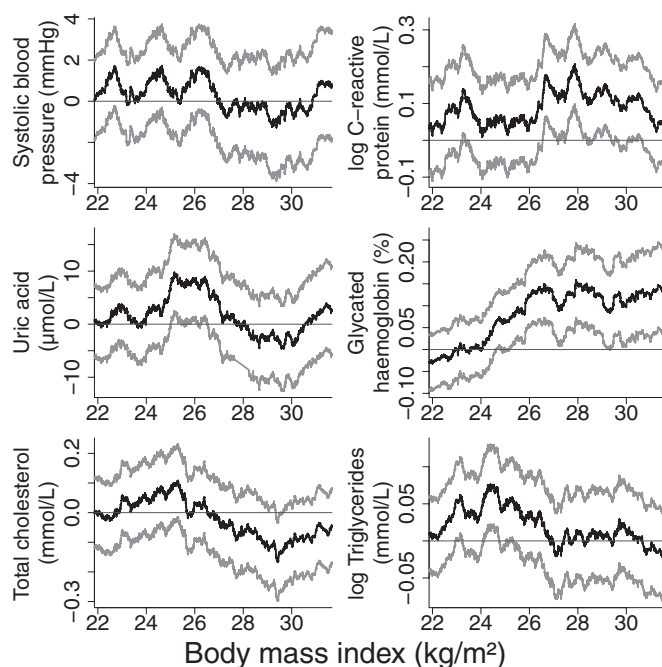 Systolic blood
pressure (mmHg)
−4 0 2 4
22 24 26 28 30
log C−reactive
protein (mmol/L)
−0.1 0.1 0.3
22 24 26 28 30
Uric acid
(μmol/L)
−10 0 10
22 24 26 28 30
Glycated
haemoglobin (%)
−0.10 0.05 0.20
22 24 26 28 30
Total cholesterol
(mmol/L)
−0.3 0.0 0.2
22 24 26 28 30
log Triglycerides
(mmol/L)
−0.05 0.05
22 24 26 28 30
Body mass index (kg/m²)